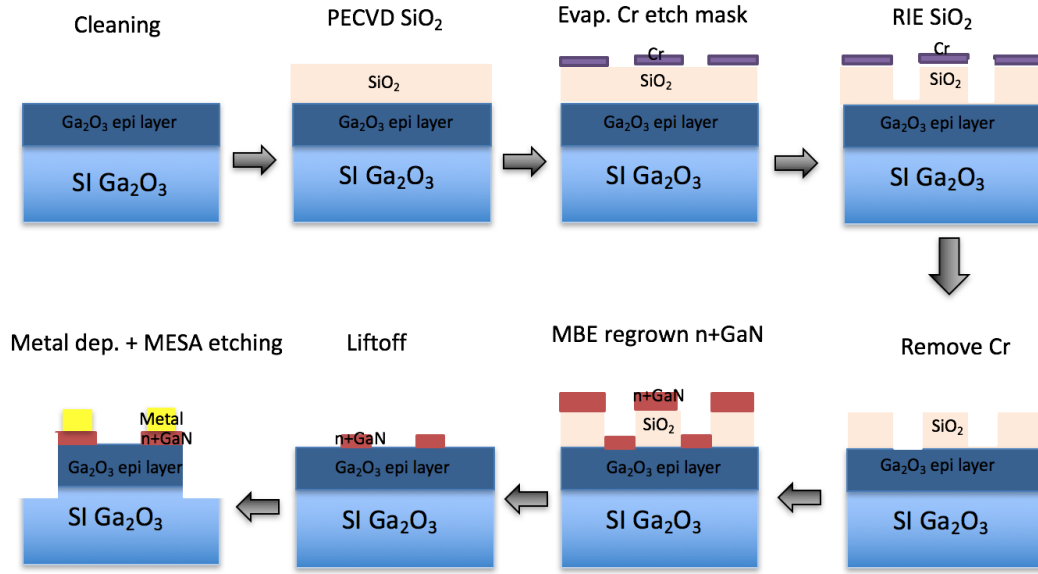 Cleaning
PECVD SiO₂
Evap. Cr etch mask
RIE SiO₂
SiO₂
Cr
SiO₂
Cr
SiO₂
Ga₂O₃ epi layer
Ga₂O₃ epi layer
Ga₂O₃ epi layer
Ga₂O₃ epi layer
SI Ga₂O₃
SI Ga₂O₃
SI Ga₂O₃
SI Ga₂O₃
Metal dep. + MESA etching
Liftoff
MBE regrown n+GaN
Remove Cr
Metal
n+GaN
Ga₂O₃ epi layer
SI Ga₂O₃
n+GaN
Ga₂O₃ epi layer
SI Ga₂O₃
n+GaN
SiO₂
Ga₂O₃ epi layer
SI Ga₂O₃
SiO₂
Ga₂O₃ epi layer
SI Ga₂O₃